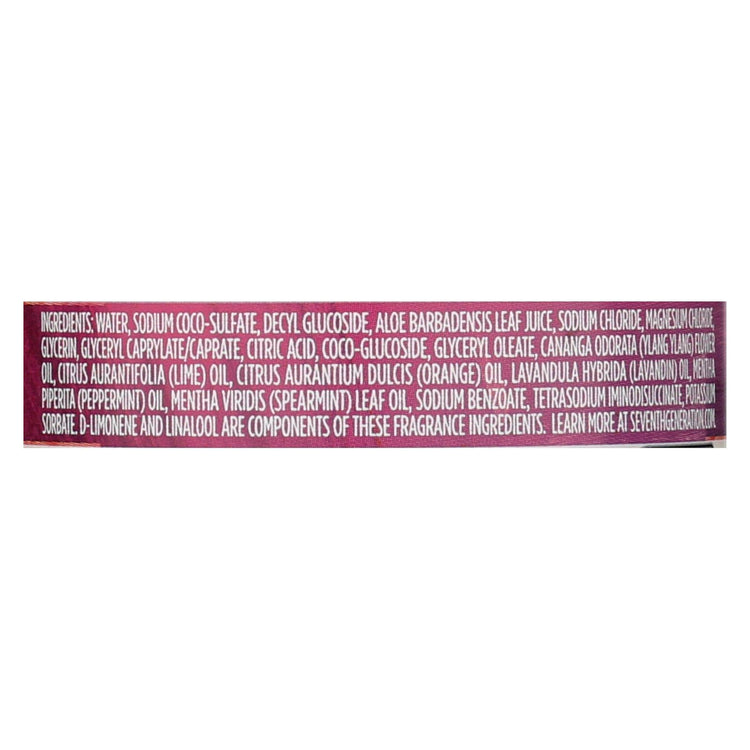 INGREDIENTS: WATER, SODIUM COCO-SULFATE, DECYL GLUCOSIDE, ALOE BARBADENSIS LEAF JUICE, SODIUM CHLORIDE, MAGNESIUM CHLORIDE,
GLYCERIN, GLYCERYL CAPRYLATE/CAPRATE, CITRIC ACID, COCO-GLUCOSIDE, GLYCERYL OLEATE, CANANGA ODORATA (YLANG YLANG) FLOWER
OIL, CITRUS AURANTIFOLIA (LIME) OIL, CITRUS AURANTIUM DULCIS (ORANGE) OIL, LAVANDULA HYBRIDA (LAVANDIN) OIL, MENTHA
PIPERITA (PEPPERMINT) OIL, MENTHA VIRIDIS (SPEARMINT) LEAF OIL, SODIUM BENZOATE, TETRASODIUM IMINODISUCCINATE, POTASSIUM
SORBATE. D-LIMONENE AND LINALOOL ARE COMPONENTS OF THESE FRAGRANCE INGREDIENTS. LEARN MORE AT SEVENTHGENERATION.COM